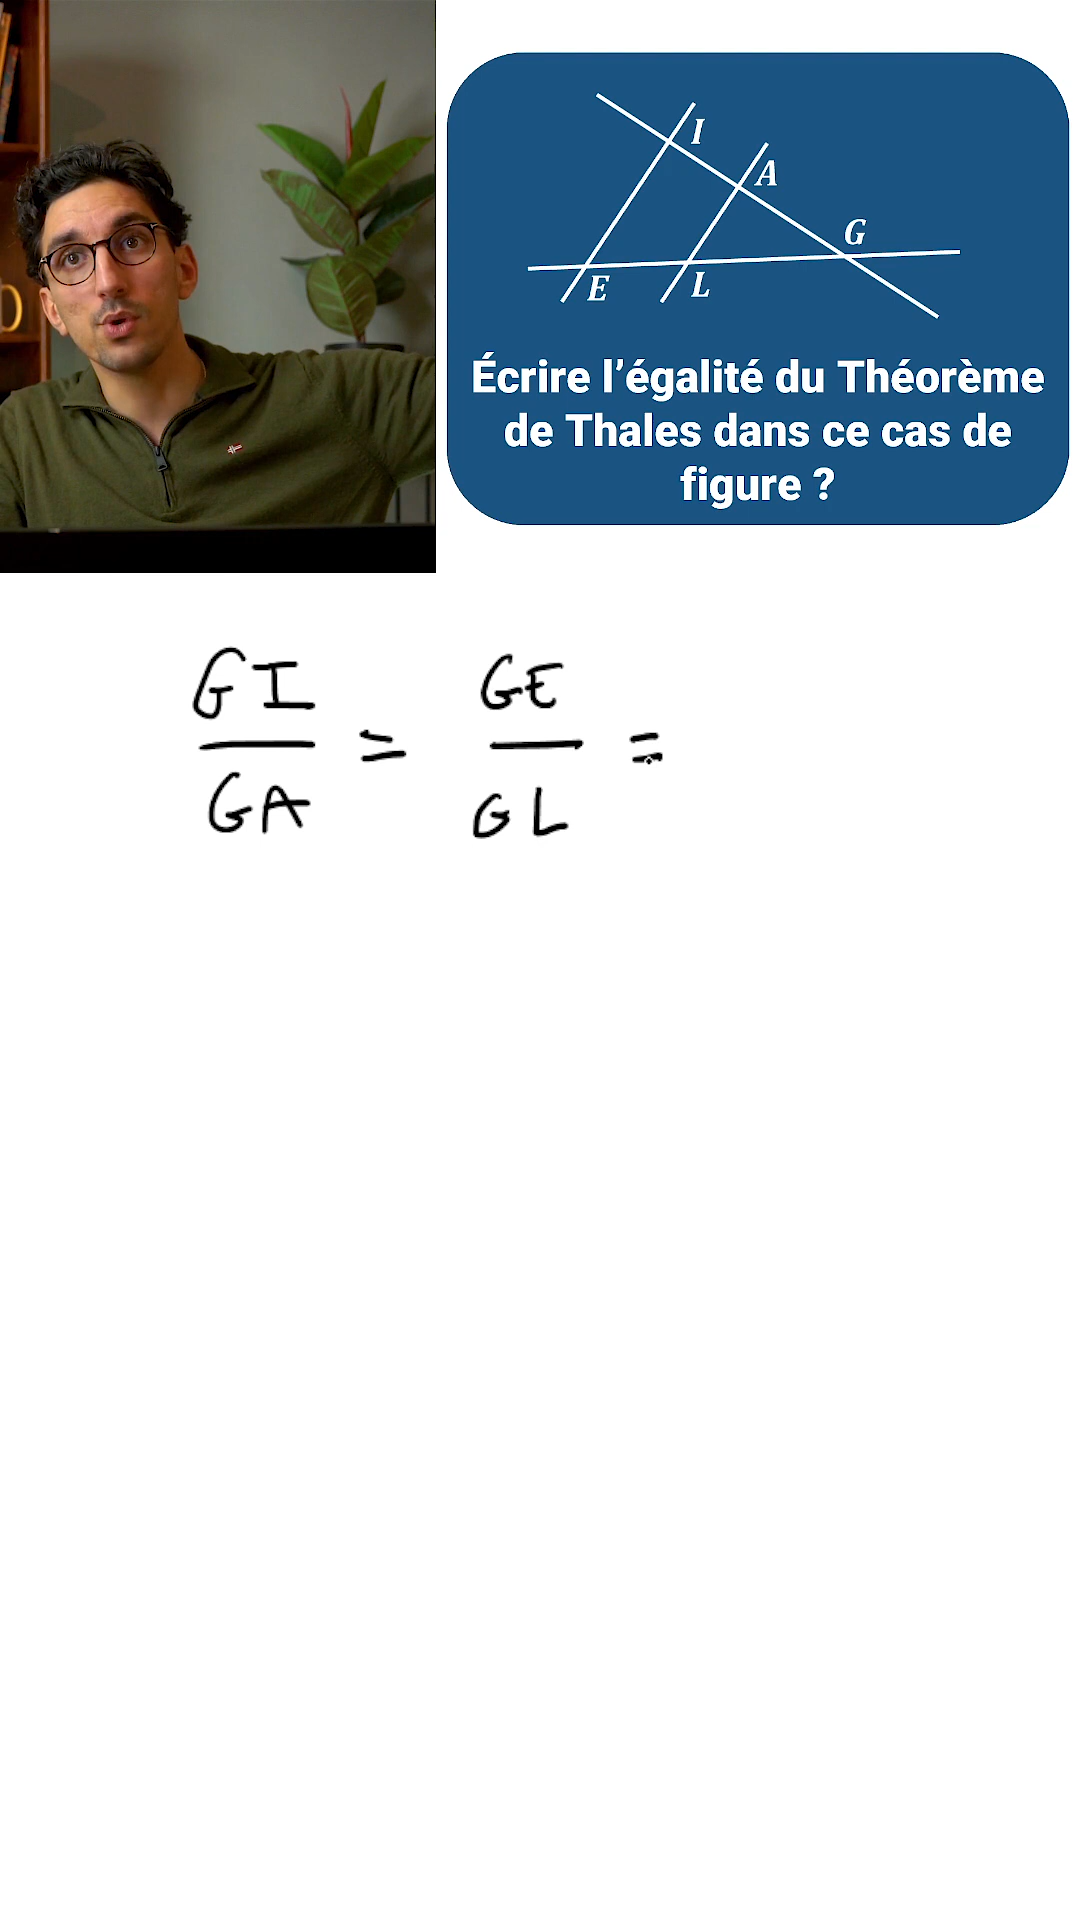 I
A
G
E
L
Écrire l’égalité du Théorème
de Thales dans ce cas de
figure ?
GI/GA = GE/GL =